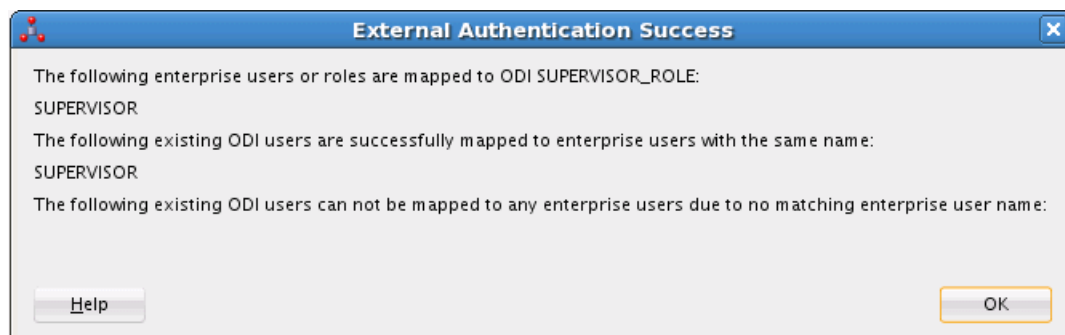 External Authentication Success
The following enterprise users or roles are mapped to ODI SUPERVISOR_ROLE:
SUPERVISOR
The following existing ODI users are successfully mapped to enterprise users with the same name:
SUPERVISOR
The following existing ODI users can not be mapped to any enterprise users due to no matching enterprise user name:
Help
OK